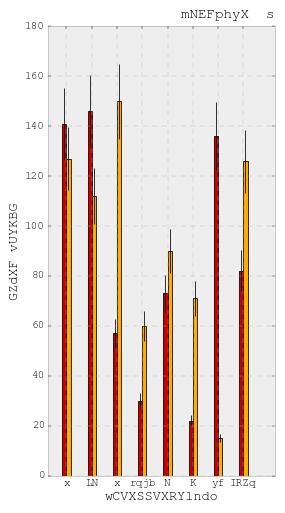 mNEFphyX  s
180
160
140
120
100
80
60
40
20
0
GZdXF vUYKBG
x LN x rqjb N K yf IRZq
wCVXSSVXRYlndo